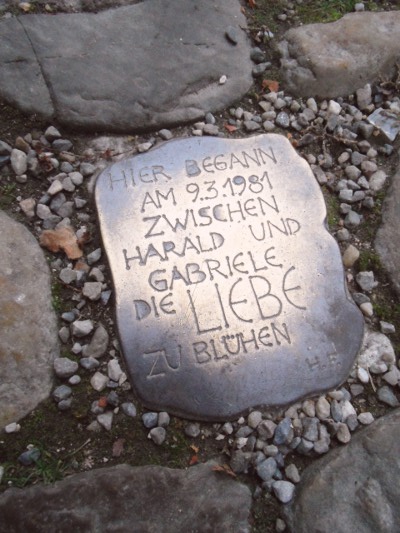 HIER BEGANN
AM 9.3.1981
ZWISCHEN
HARALD UND
GABRIELE
DIE LIEBE
ZU BLÜHEN